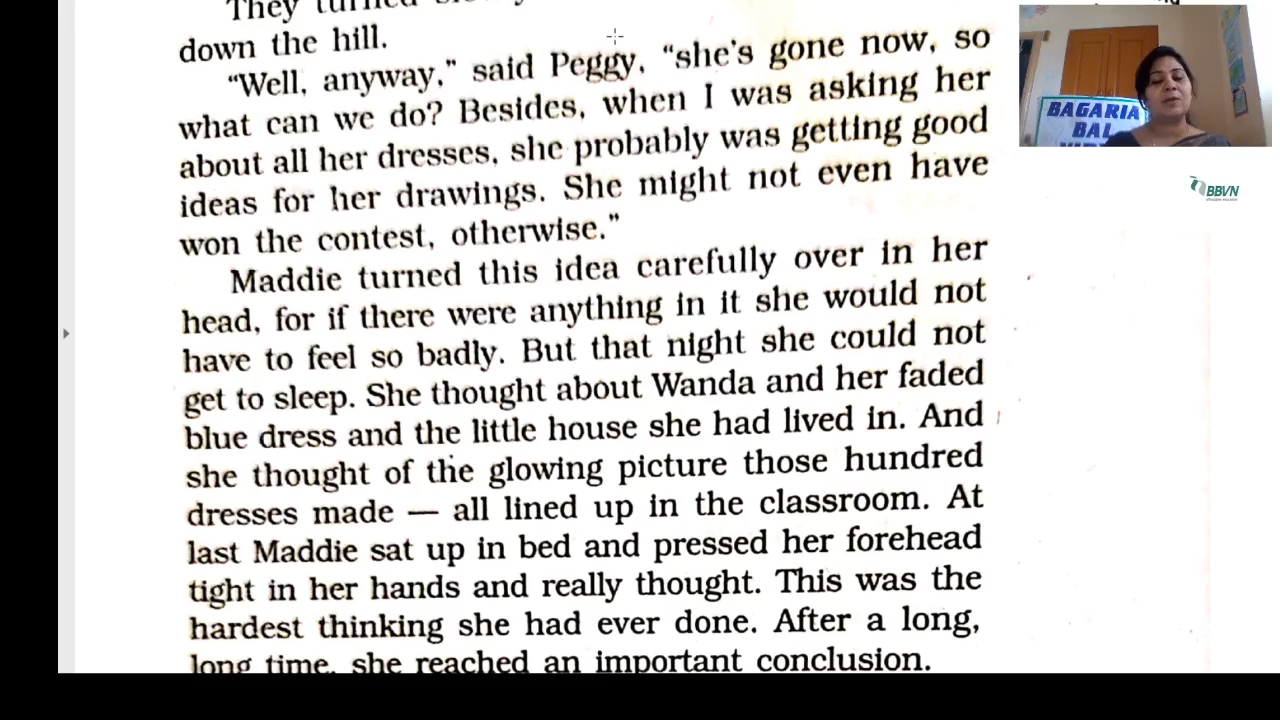 They turned
down the hill.
“Well, anyway,” said Peggy, “she’s gone now, so
what can we do? Besides, when I was asking her
about all her dresses, she probably was getting good
ideas for her drawings. She might not even have
won the contest, otherwise.”
Maddie turned this idea carefully over in her
head, for if there were anything in it she would not
have to feel so badly. But that night she could not
get to sleep. She thought about Wanda and her faded
blue dress and the little house she had lived in. And
she thought of the glowing picture those hundred
dresses made — all lined up in the classroom. At
last Maddie sat up in bed and pressed her forehead
tight in her hands and really thought. This was the
hardest thinking she had ever done. After a long,
long time, she reached an important conclusion.
BAGARIA
BAL
BBVN